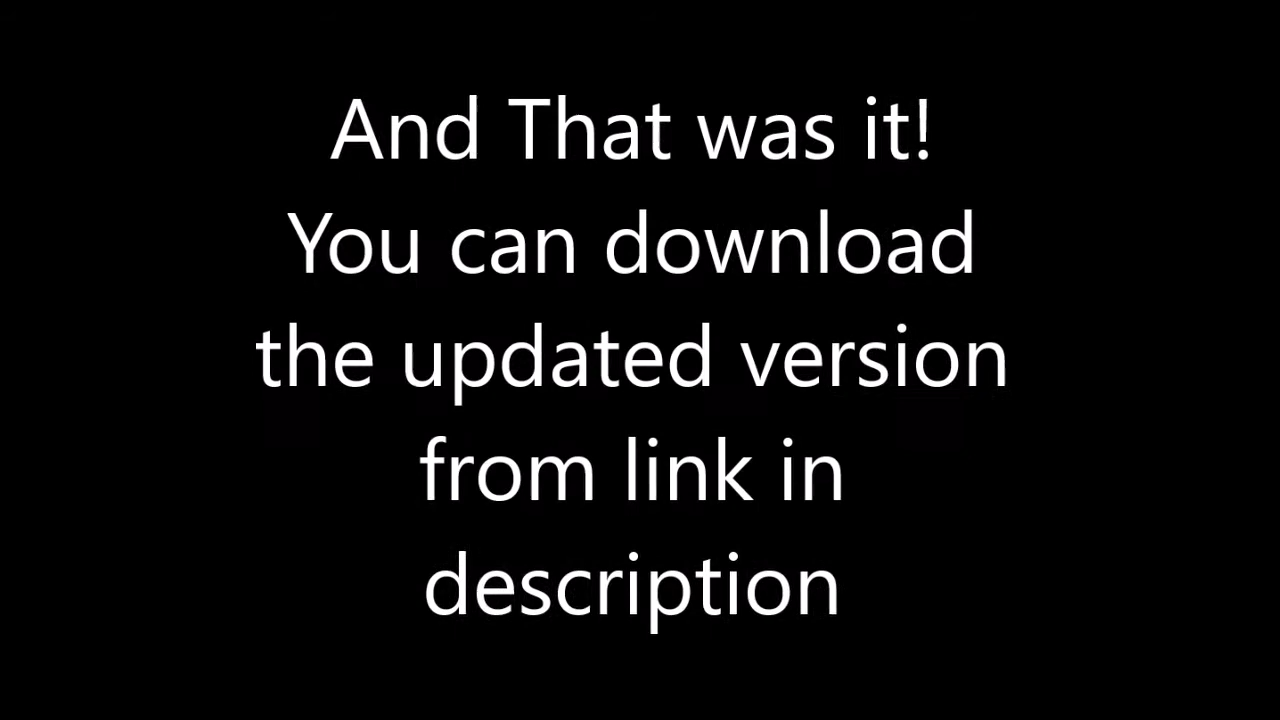 And That was it!
You can download
the updated version
from link in
description